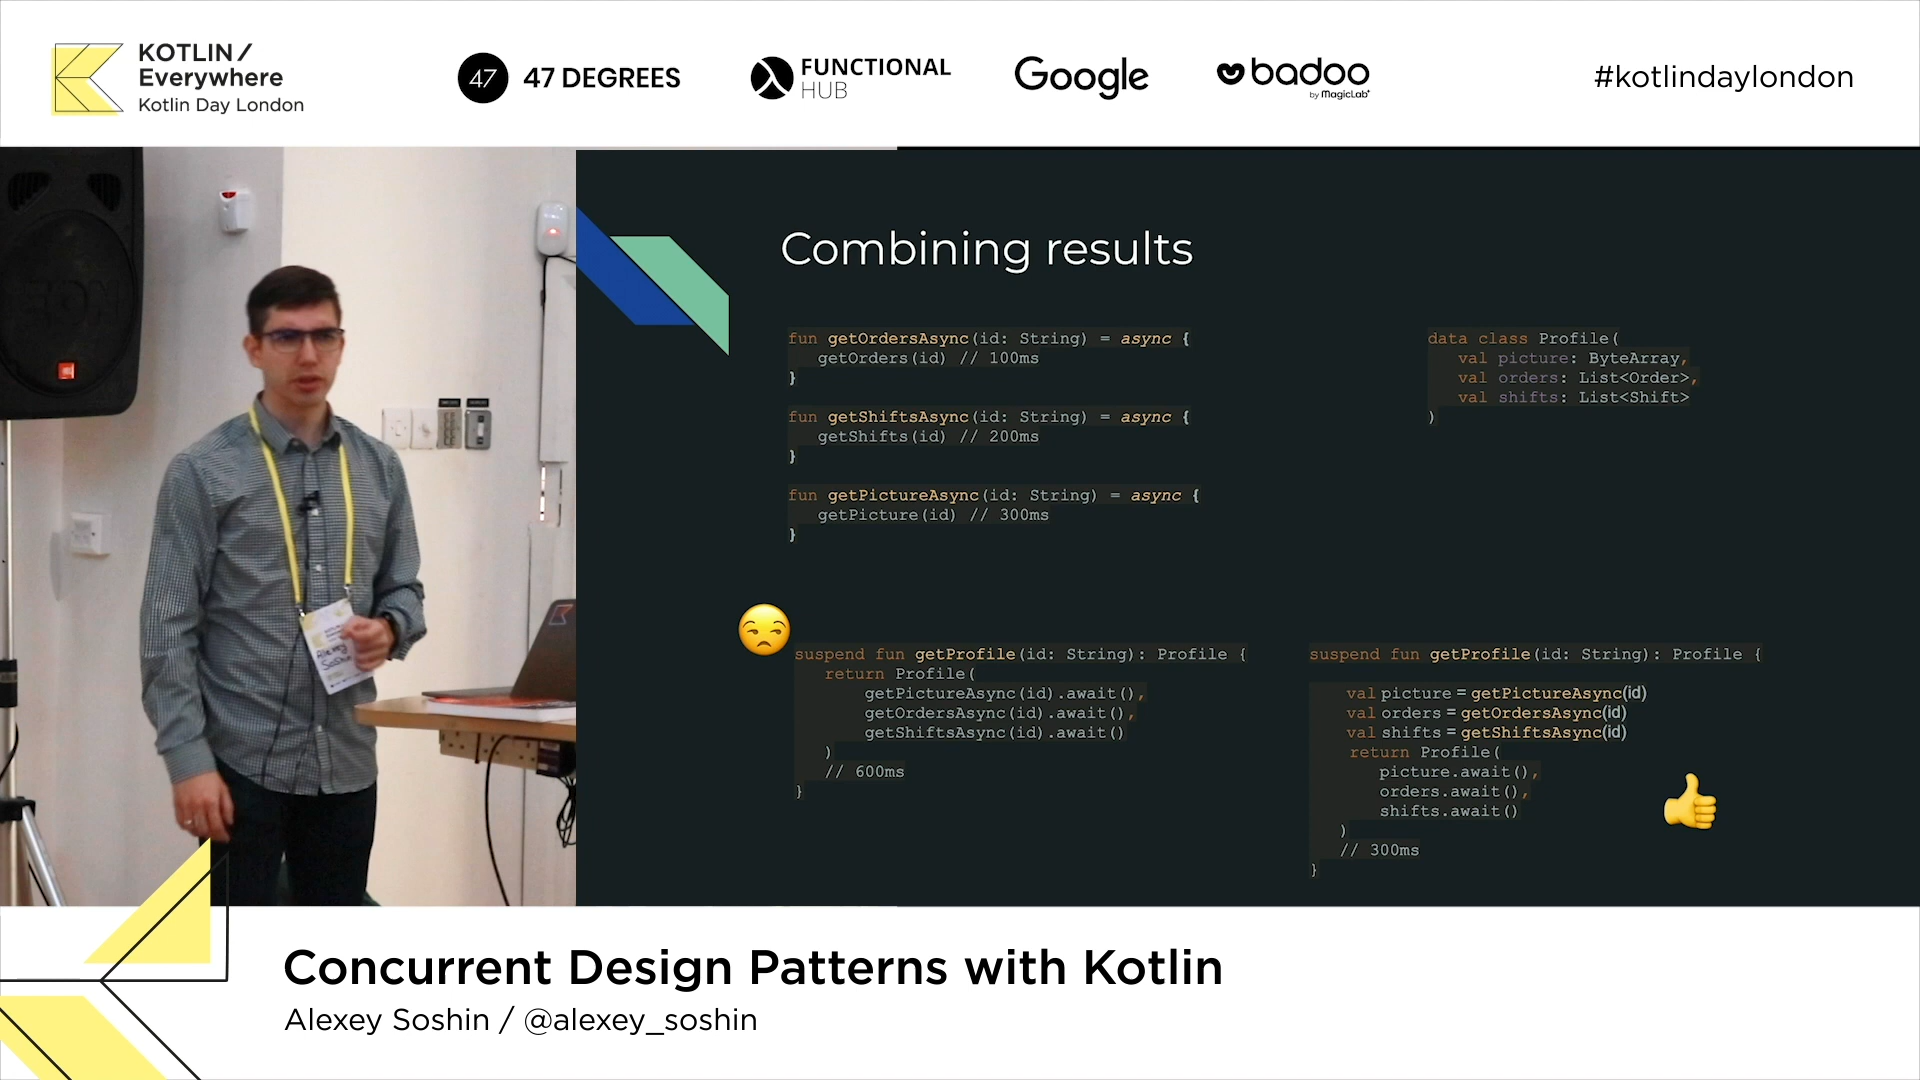 KOTLIN /
Everywhere
Kotlin Day London
47 47 DEGREES
FUNCTIONAL
HUB
Google
badoo
by MagicLab
#kotlindaylondon
Combining results
fun getOrdersAsync(id: String) = async {
getOrders(id) // 100ms
}
fun getShiftsAsync(id: String) = async {
getShifts(id) // 200ms
}
fun getPictureAsync(id: String) = async {
getPicture(id) // 300ms
}
data class Profile(
val picture: ByteArray,
val orders: List<Order>,
val shifts: List<Shift>
)
suspend fun getProfile(id: String): Profile {
return Profile(
getPictureAsync(id).await(),
getOrdersAsync(id).await(),
getShiftsAsync(id).await()
)
// 600ms
}
suspend fun getProfile(id: String): Profile {
val picture = getPictureAsync(id)
val orders = getOrdersAsync(id)
val shifts = getShiftsAsync(id)
return Profile(
picture.await(),
orders.await(),
shifts.await()
)
// 300ms
}
Alexey
Soshin
Concurrent Design Patterns with Kotlin
Alexey Soshin / @alexey_soshin